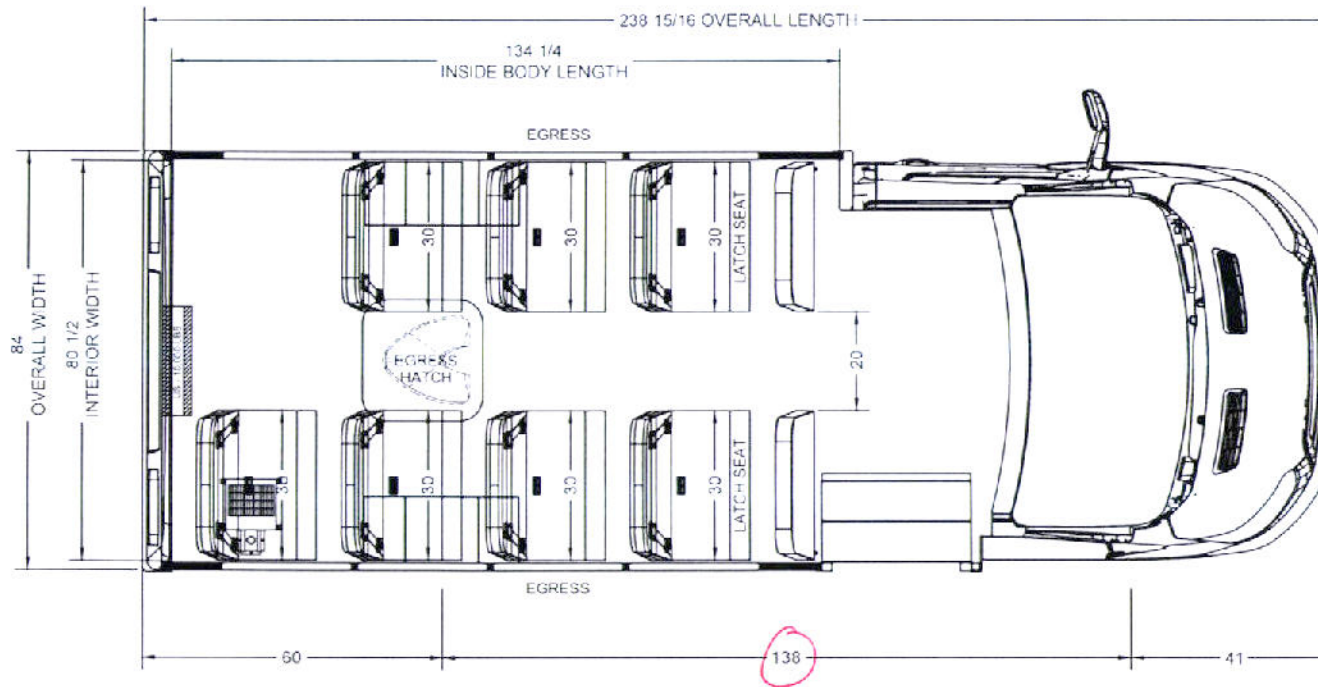 238 15/16 OVERALL LENGTH
134 1/4
INSIDE BODY LENGTH
EGRESS
84
OVERALL WIDTH
80 1/2
INTERIOR WIDTH
30
30
30
LATCH SEAT
EGRESS
HATCH
20
30
30
30
30
LATCH SEAT
EGRESS
60
138
41